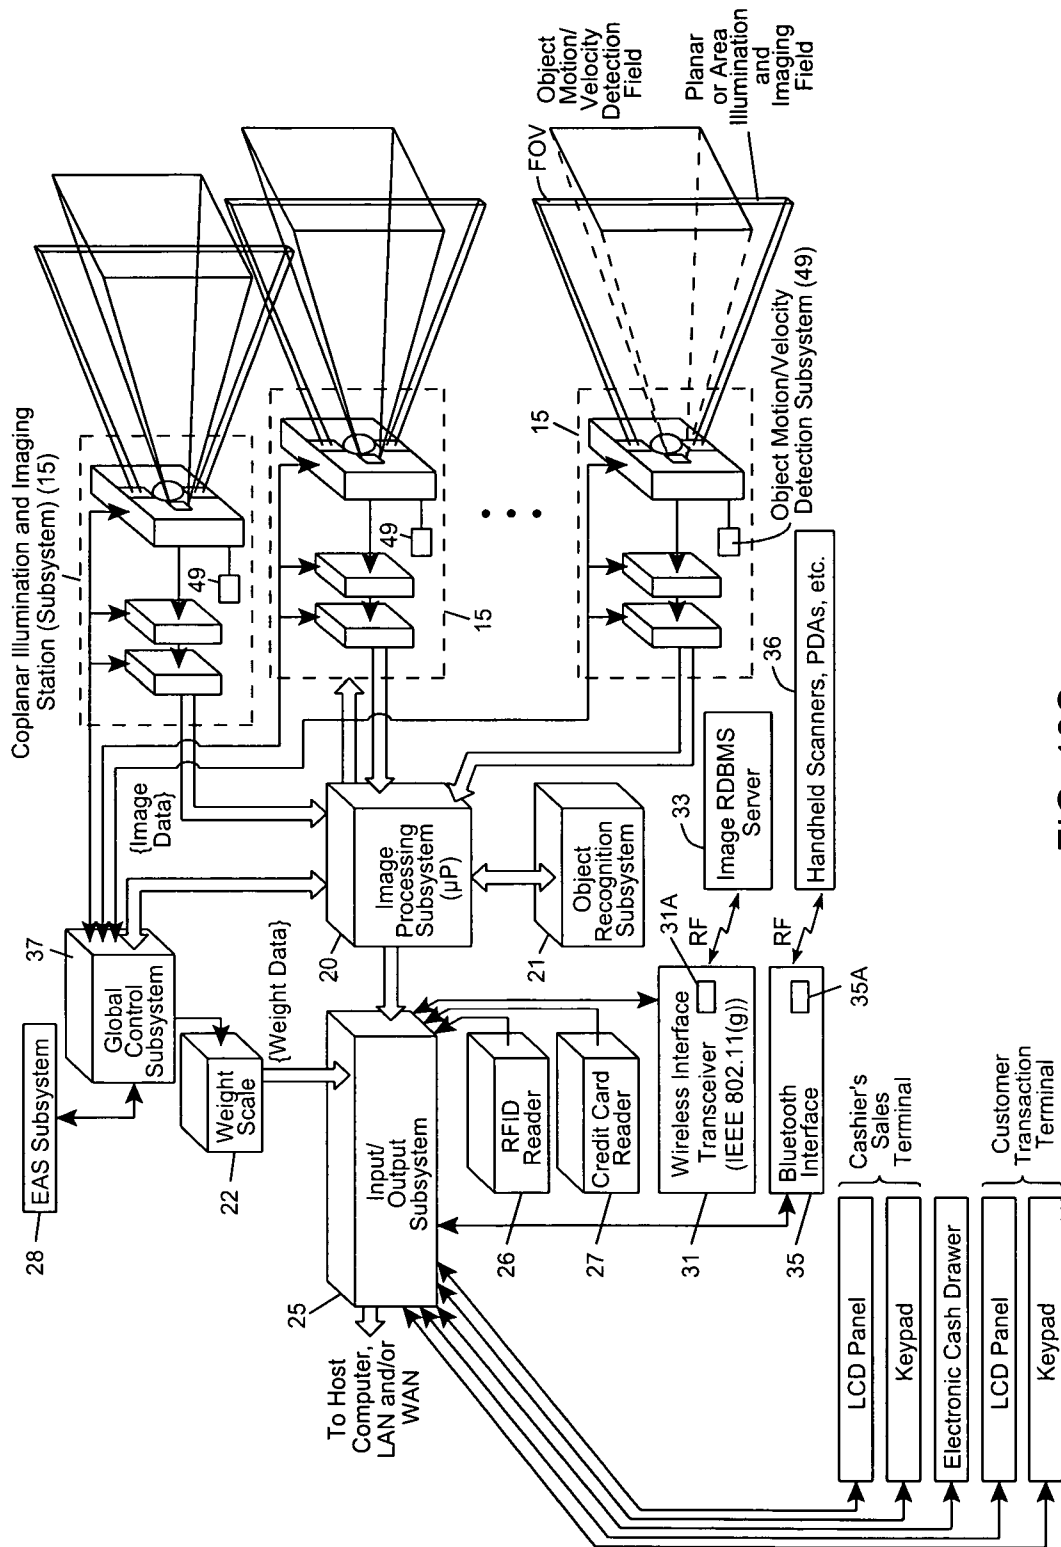 Coplanar Illumination and Imaging
Station (Subsystem) (15)
28
EAS Subsystem
37
Global
Control
Subsystem
{Image
Data}
49
22
Weight
Scale
{Weight Data}
Object
Motion/
Velocity
Detection
Field
25
To Host
Computer,
LAN and/or
WAN
Input/
Output
Subsystem
20
Image
Processing
Subsystem
(µP)
49
15
FOV
Planar
or Area
Illumination
and
Imaging
Field
26
RFID
Reader
21
Object
Recognition
Subsystem
15
27
Credit Card
Reader
31
Wireless Interface
Transceiver
(IEEE 802.11(g))
31A
RF
33
Image RDBMS
Server
Object Motion/Velocity
Detection Subsystem (49)
35
Bluetooth
Interface
35A
RF
36
Handheld Scanners, PDAs, etc.
LCD Panel
Keypad
Cashier's
Sales
Terminal
Electronic Cash Drawer
LCD Panel
Keypad
Customer
Transaction
Terminal